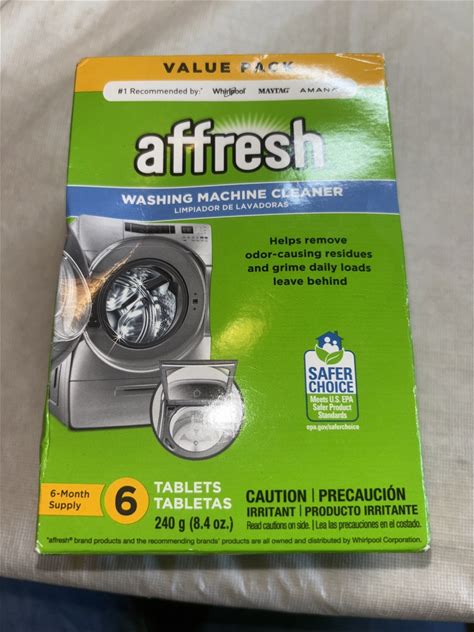 VALUE PACK
#1 Recommended by:* Whirlpool MAYTAG AMANA
affresh
WASHING MACHINE CLEANER
LIMPIADOR DE LAVADORAS
Helps remove
odor-causing residues
and grime daily loads
leave behind
SAFER
CHOICE
Meets U.S. EPA
Safer Product
Standards
epa.gov/saferchoice
6-Month
Supply
6
TABLETS
TABLETAS
240 g (8.4 oz.)
CAUTION | PRECAUCIÓN
IRRITANT | PRODUCTO IRRITANTE
Read cautions on side. | Lea las precauciones en el costado.
*affresh® brand products and the recommending brands' products are all owned and distributed by Whirlpool Corporation.